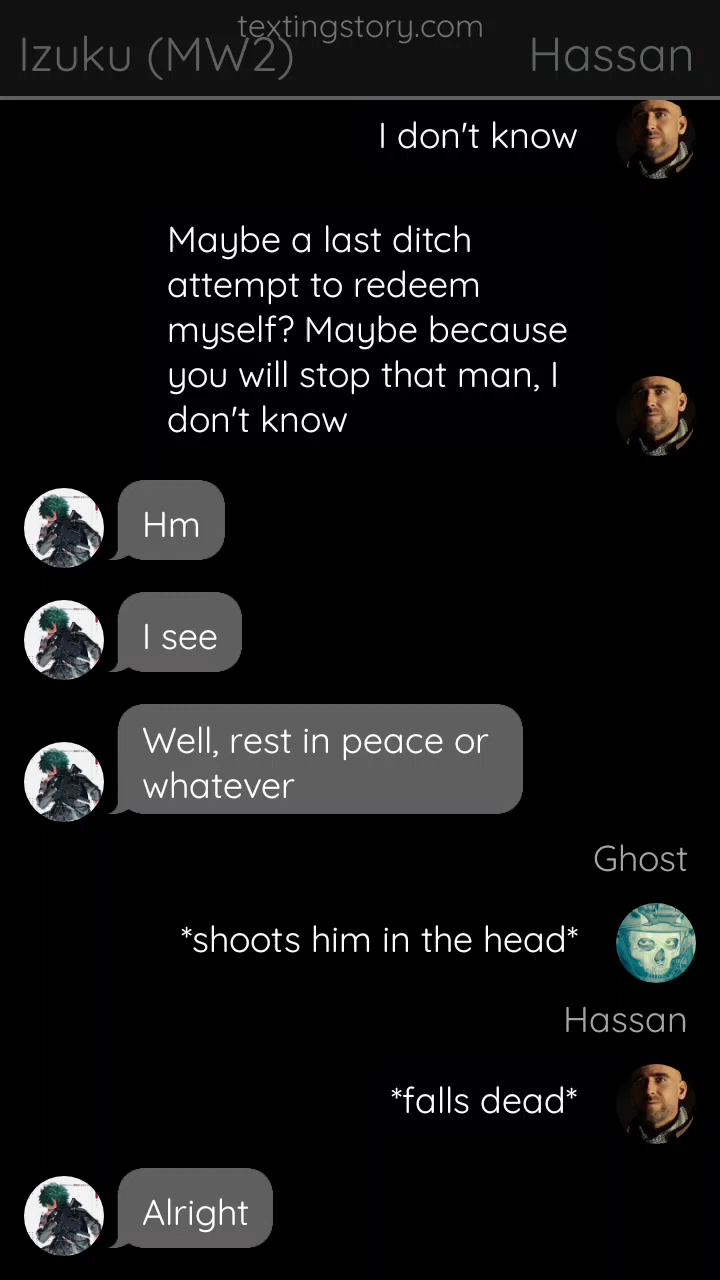 textingstory.com
Izuku (MW2)
Hassan
I don't know
Maybe a last ditch
attempt to redeem
myself? Maybe because
you will stop that man, I
don't know
Hm
I see
Well, rest in peace or
whatever
Ghost
*shoots him in the head*
Hassan
*falls dead*
Alright